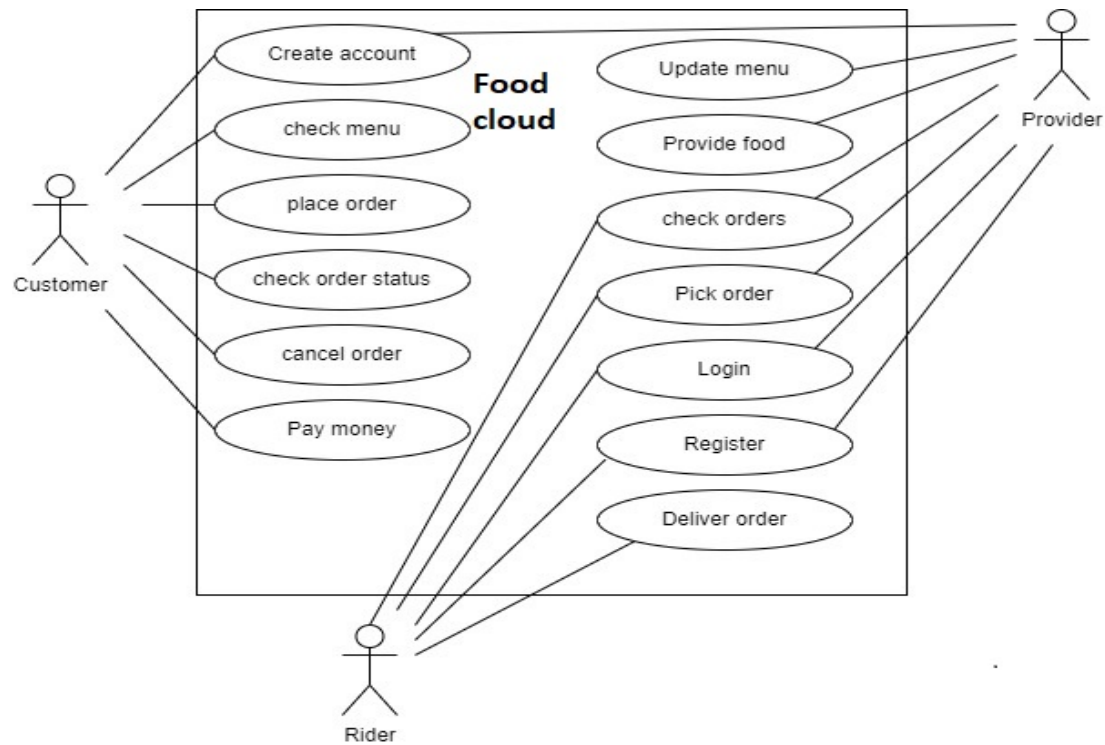 Create account
Food
cloud
check menu
place order
check order status
cancel order
Pay money
Update menu
Provide food
check orders
Pick order
Login
Register
Deliver order
Customer
Provider
Rider